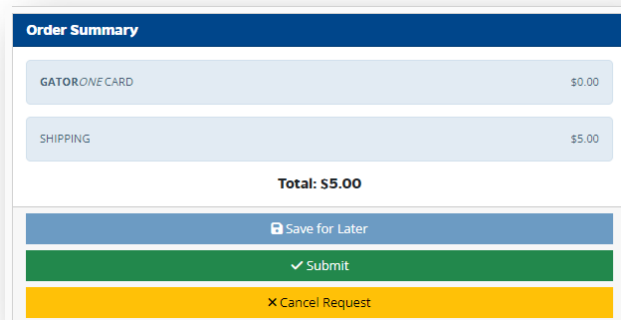 Order Summary
GATORONE CARD $0.00
SHIPPING $5.00
Total: $5.00
Save for Later
Submit
Cancel Request